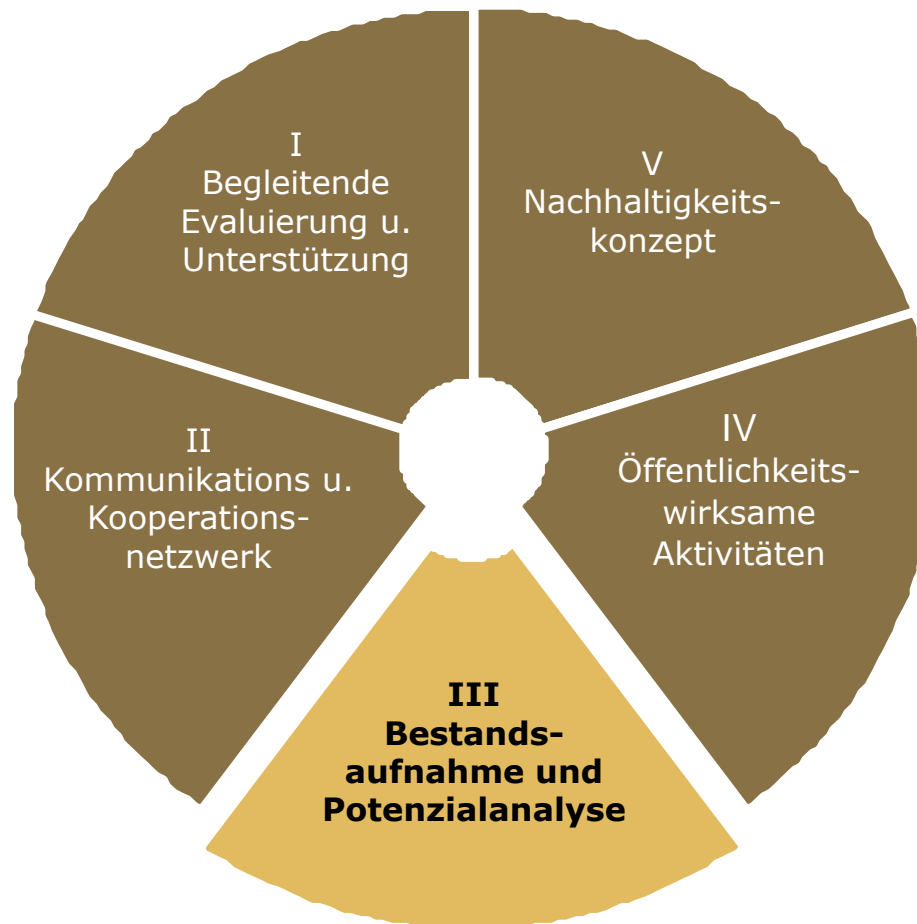 I
Begleitende
Evaluierung u.
Unterstützung
II
Kommunikations u.
Kooperations-
netzwerk
III
Bestands-
aufnahme und
Potenzialanalyse
IV
Öffentlichkeits-
wirksame
Aktivitäten
V
Nachhaltigkeits-
konzept